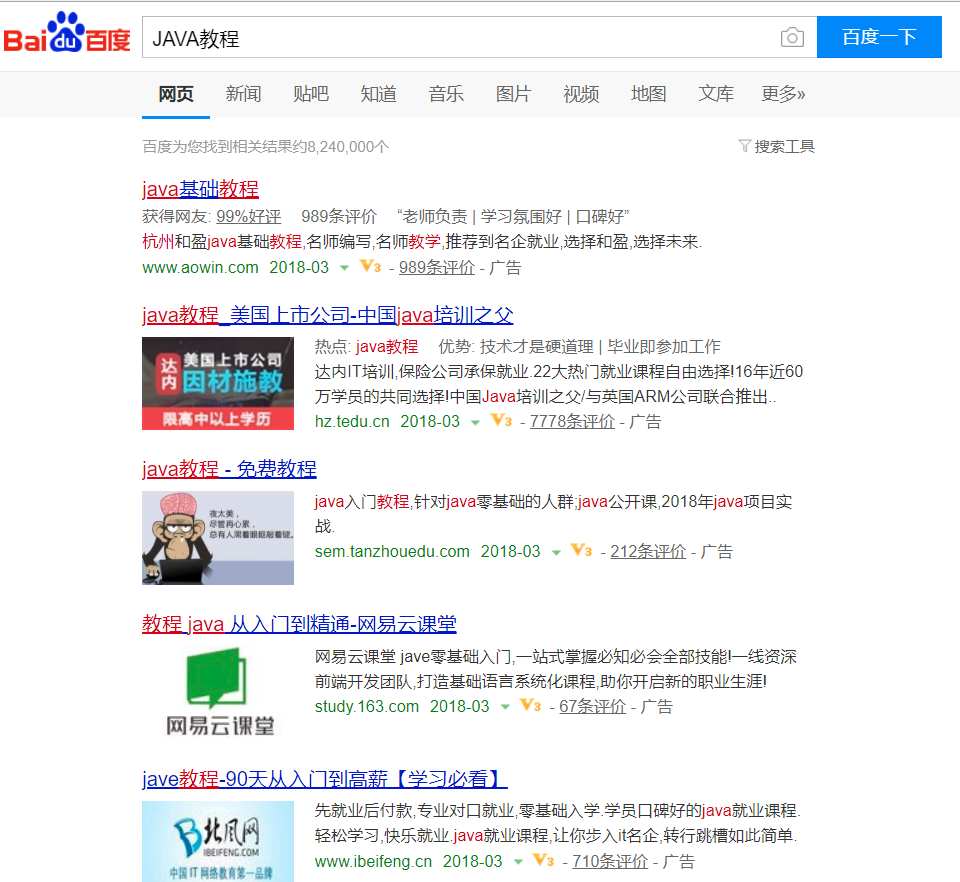 Bai du 百度 JAVA教程 百度一下
网页 新闻 贴吧 知道 音乐 图片 视频 地图 文库 更多»
百度为您找到相关结果约8,240,000个 搜索工具
java基础教程
获得网友: 99%好评 989条评价 “老师负责 | 学习氛围好 | 口碑好”
杭州和盈java基础教程,名师编写,名师教学,推荐到名企就业,选择和盈,选择未来.
www.aowin.com 2018-03 V3 - 989条评价 - 广告
java教程_美国上市公司-中国java培训之父
达内 美国上市公司
因材施教
限高中以上学历
热点: java教程 优势: 技术才是硬道理 | 毕业即参加工作
达内IT培训,保险公司承保就业.22大热门就业课程自由选择!16年近60
万学员的共同选择!中国Java培训之父/与英国ARM公司联合推出..
hz.tedu.cn 2018-03 V3 - 7778条评价 - 广告
java教程 - 免费教程
夜太美，
尽管再心累，
总有人黑着眼眶敲着键。
java入门教程,针对java零基础的人群;java公开课,2018年java项目实
战.
sem.tanzhouedu.com 2018-03 V3 - 212条评价 - 广告
教程 java 从入门到精通-网易云课堂
网易云课堂
网易云课堂 jave零基础入门,一站式掌握必知必会全部技能!一线资深
前端开发团队,打造基础语言系统化课程,助你开启新的职业生涯!
study.163.com 2018-03 V3 - 67条评价 - 广告
jave教程-90天从入门到高薪【学习必看】
北风网
IBEIFENG.COM
中国IT网络教育第一品牌
先就业后付款,专业对口就业,零基础入学.学员口碑好的java就业课程.
轻松学习,快乐就业.java就业课程,让你步入it名企,转行跳槽如此简单.
www.ibeifeng.cn 2018-03 V3 - 710条评价 - 广告